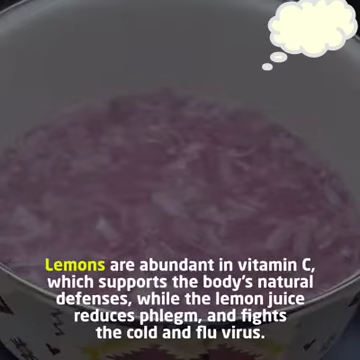 Lemons are abundant in vitamin C,
which supports the body's natural
defenses, while the lemon juice
reduces phlegm, and fights
the cold and flu virus.